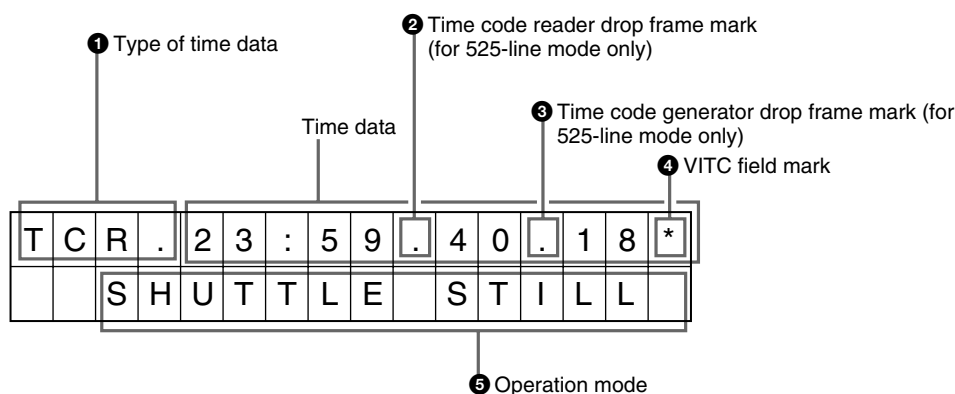 ❷ Time code reader drop frame mark
(for 525-line mode only)
❶ Type of time data
❸ Time code generator drop frame mark (for
525-line mode only)
Time data
❹ VITC field mark
TCR.23:59.40.18*
SHUTTLE STILL
❺ Operation mode